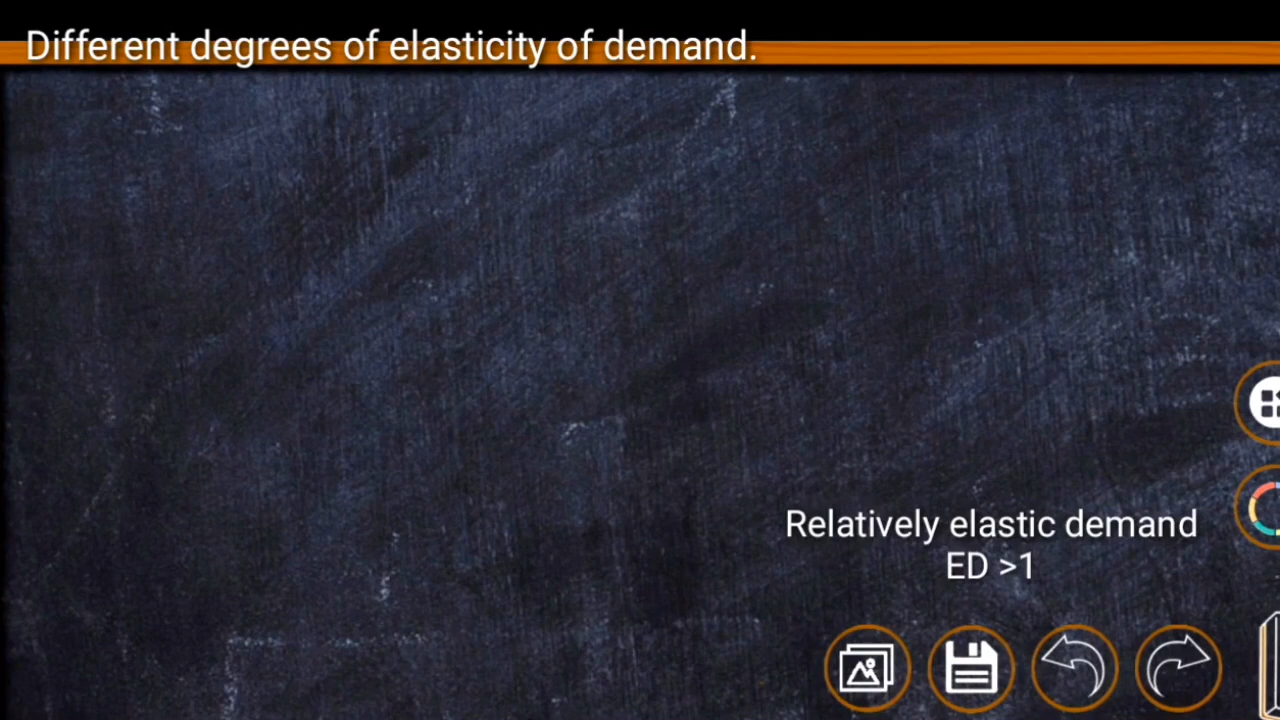 Different degrees of elasticity of demand.
Relatively elastic demand
ED >1